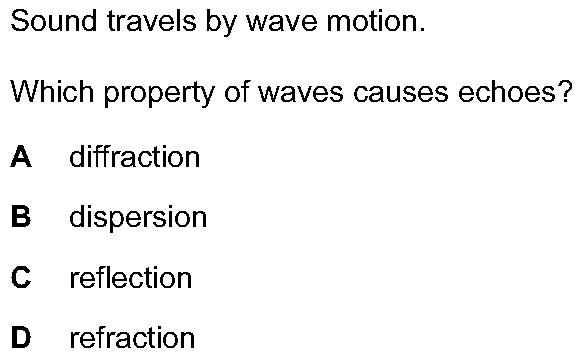 Sound travels by wave motion.
Which property of waves causes echoes?
A diffraction
B dispersion
C reflection
D refraction